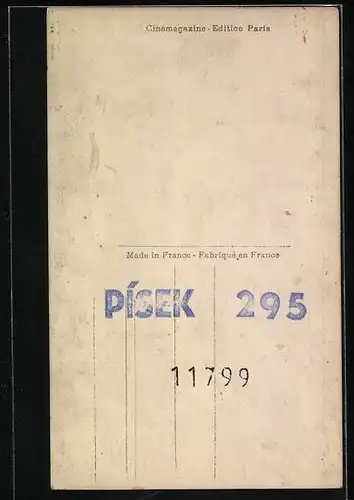 Cinémagazine - Edition Paris
Made in France - Fabriqué en France
PÍSEK 295
11799